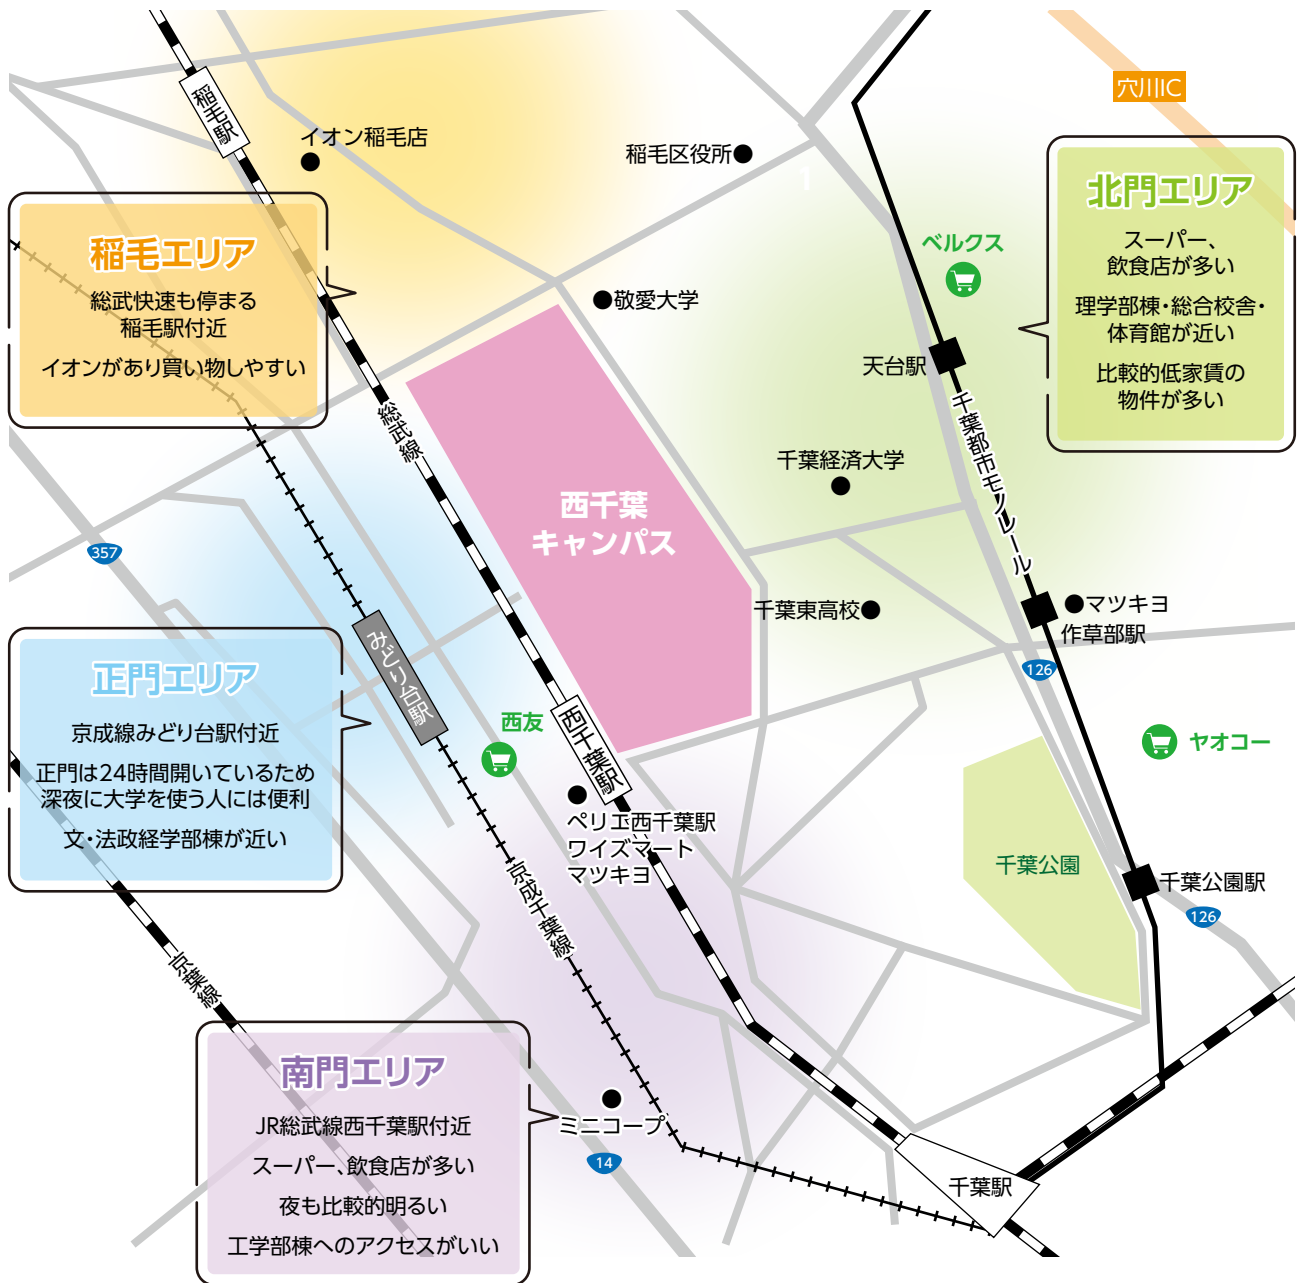 穴川IC
稲毛駅
イオン稲毛店
稲毛区役所
1
北門エリア
スーパー、
飲食店が多い
理学部棟・総合校舎・
体育館が近い
比較的低家賃の
物件が多い
稲毛エリア
総武快速も停まる
稲毛駅付近
イオンがあり買い物しやすい
ベルクス
敬愛大学
天台駅
総武線
千葉都市モノレール
千葉経済大学
西千葉
キャンパス
357
千葉東高校
マツキヨ
作草部駅
126
みどり台駅
正門エリア
京成線みどり台駅付近
正門は24時間開いているため
深夜に大学を使う人には便利
文・法政経学部棟が近い
西友
西千葉駅
ヤオコー
ペリエ西千葉駅
ワイズマート
マツキヨ
千葉公園
千葉公園駅
126
京成千葉線
京葉線
南門エリア
JR総武線西千葉駅付近
スーパー、飲食店が多い
夜も比較的明るい
工学部棟へのアクセスがいい
ミニコープ
14
千葉駅